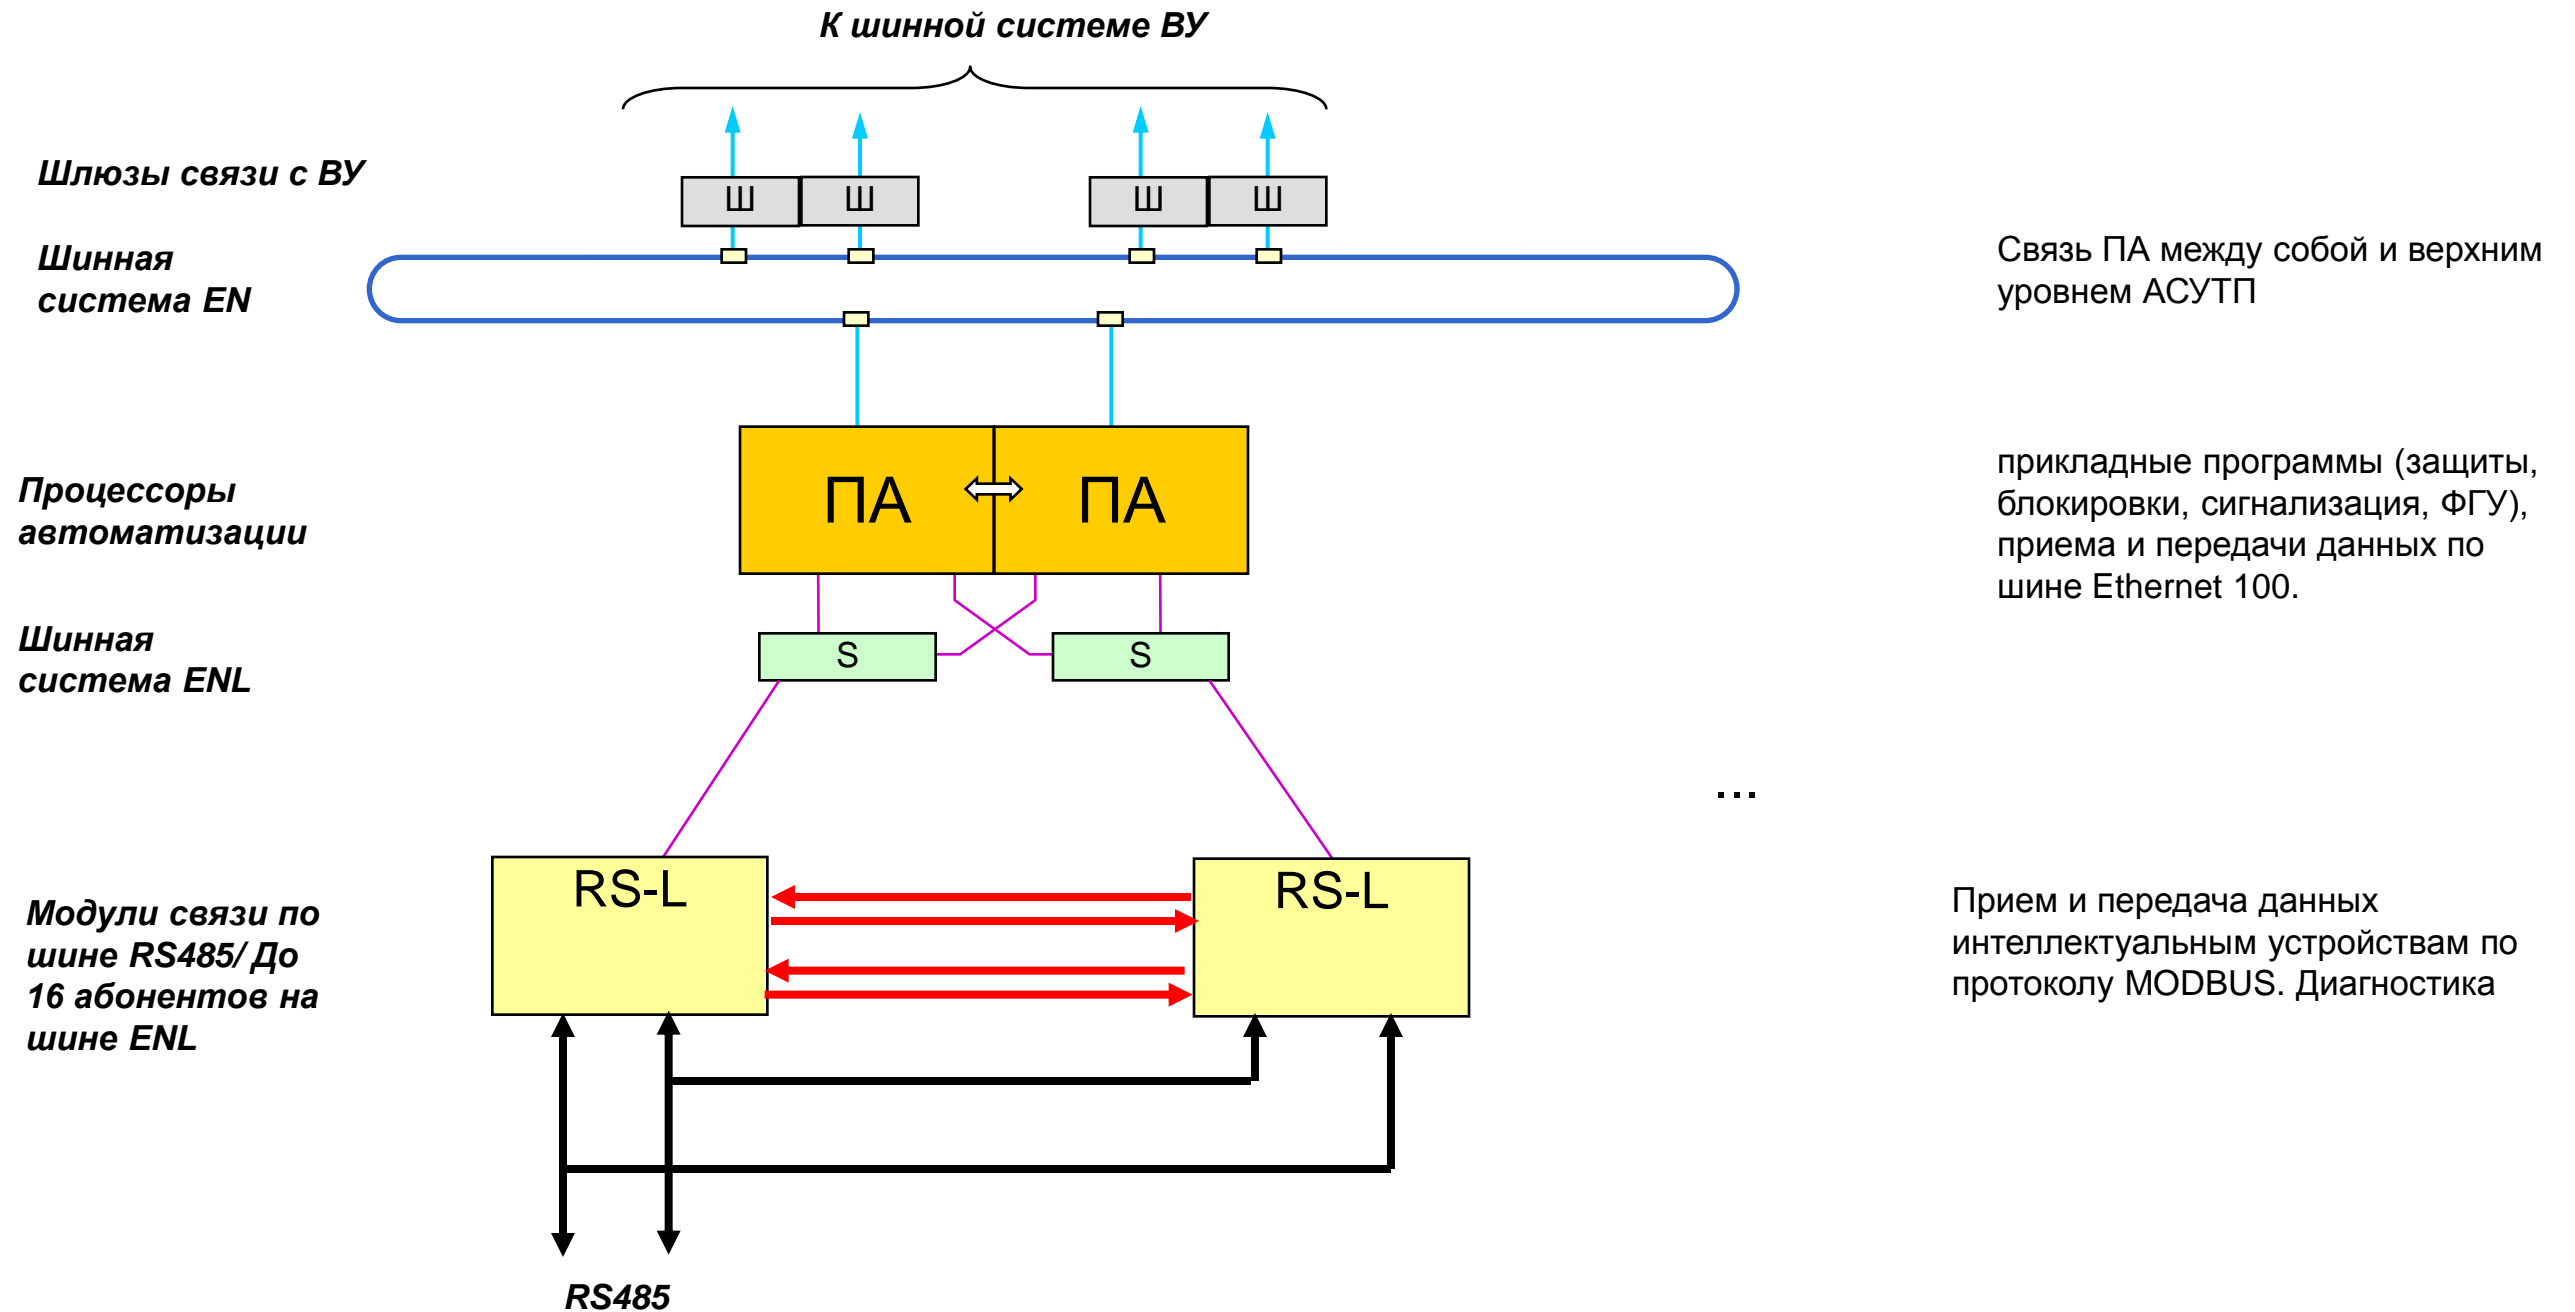 К шинной системе ВУ
Шлюзы связи с ВУ
Ш Ш Ш Ш
Шинная
система EN
Связь ПА между собой и верхним
уровнем АСУТП
Процессоры
автоматизации
ПА ПА
прикладные программы (защиты,
блокировки, сигнализация, ФГУ),
приема и передачи данных по
шине Ethernet 100.
Шинная
система ENL
S S
...
Модули связи по
шине RS485/ До
16 абонентов на
шине ENL
RS-L RS-L
Прием и передача данных
интеллектуальным устройствам по
протоколу MODBUS. Диагностика
RS485